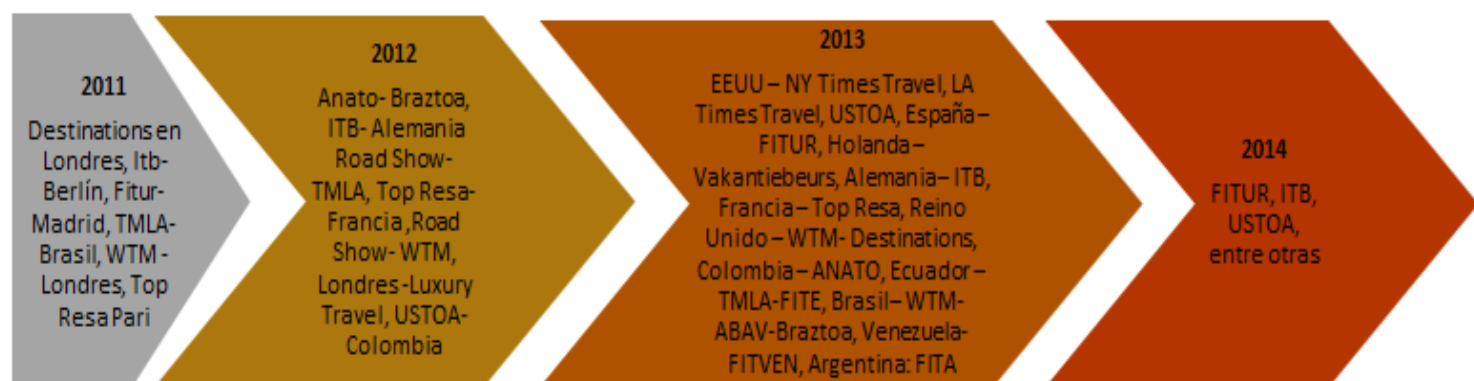 2011
Destinations en
Londres, Itb-
Berlín, Fitur-
Madrid, TMLA-
Brasil, WTM -
Londres, Top
Resa Pari
2012
Anato- Braztoa,
ITB- Alemania
Road Show-
TMLA, Top Resa-
Francia ,Road
Show- WTM,
Londres -Luxury
Travel, USTOA-
Colombia
2013
EEUU – NY Times Travel, LA
Times Travel, USTOA, España –
FITUR, Holanda –
Vakantiebeurs, Alemania – ITB,
Francia – Top Resa, Reino
Unido – WTM- Destinations,
Colombia – ANATO, Ecuador –
TMLA-FITE, Brasil – WTM-
ABAV-Braztoa, Venezuela-
FITVEN, Argentina: FITA
2014
FITUR, ITB,
USTOA,
entre otras